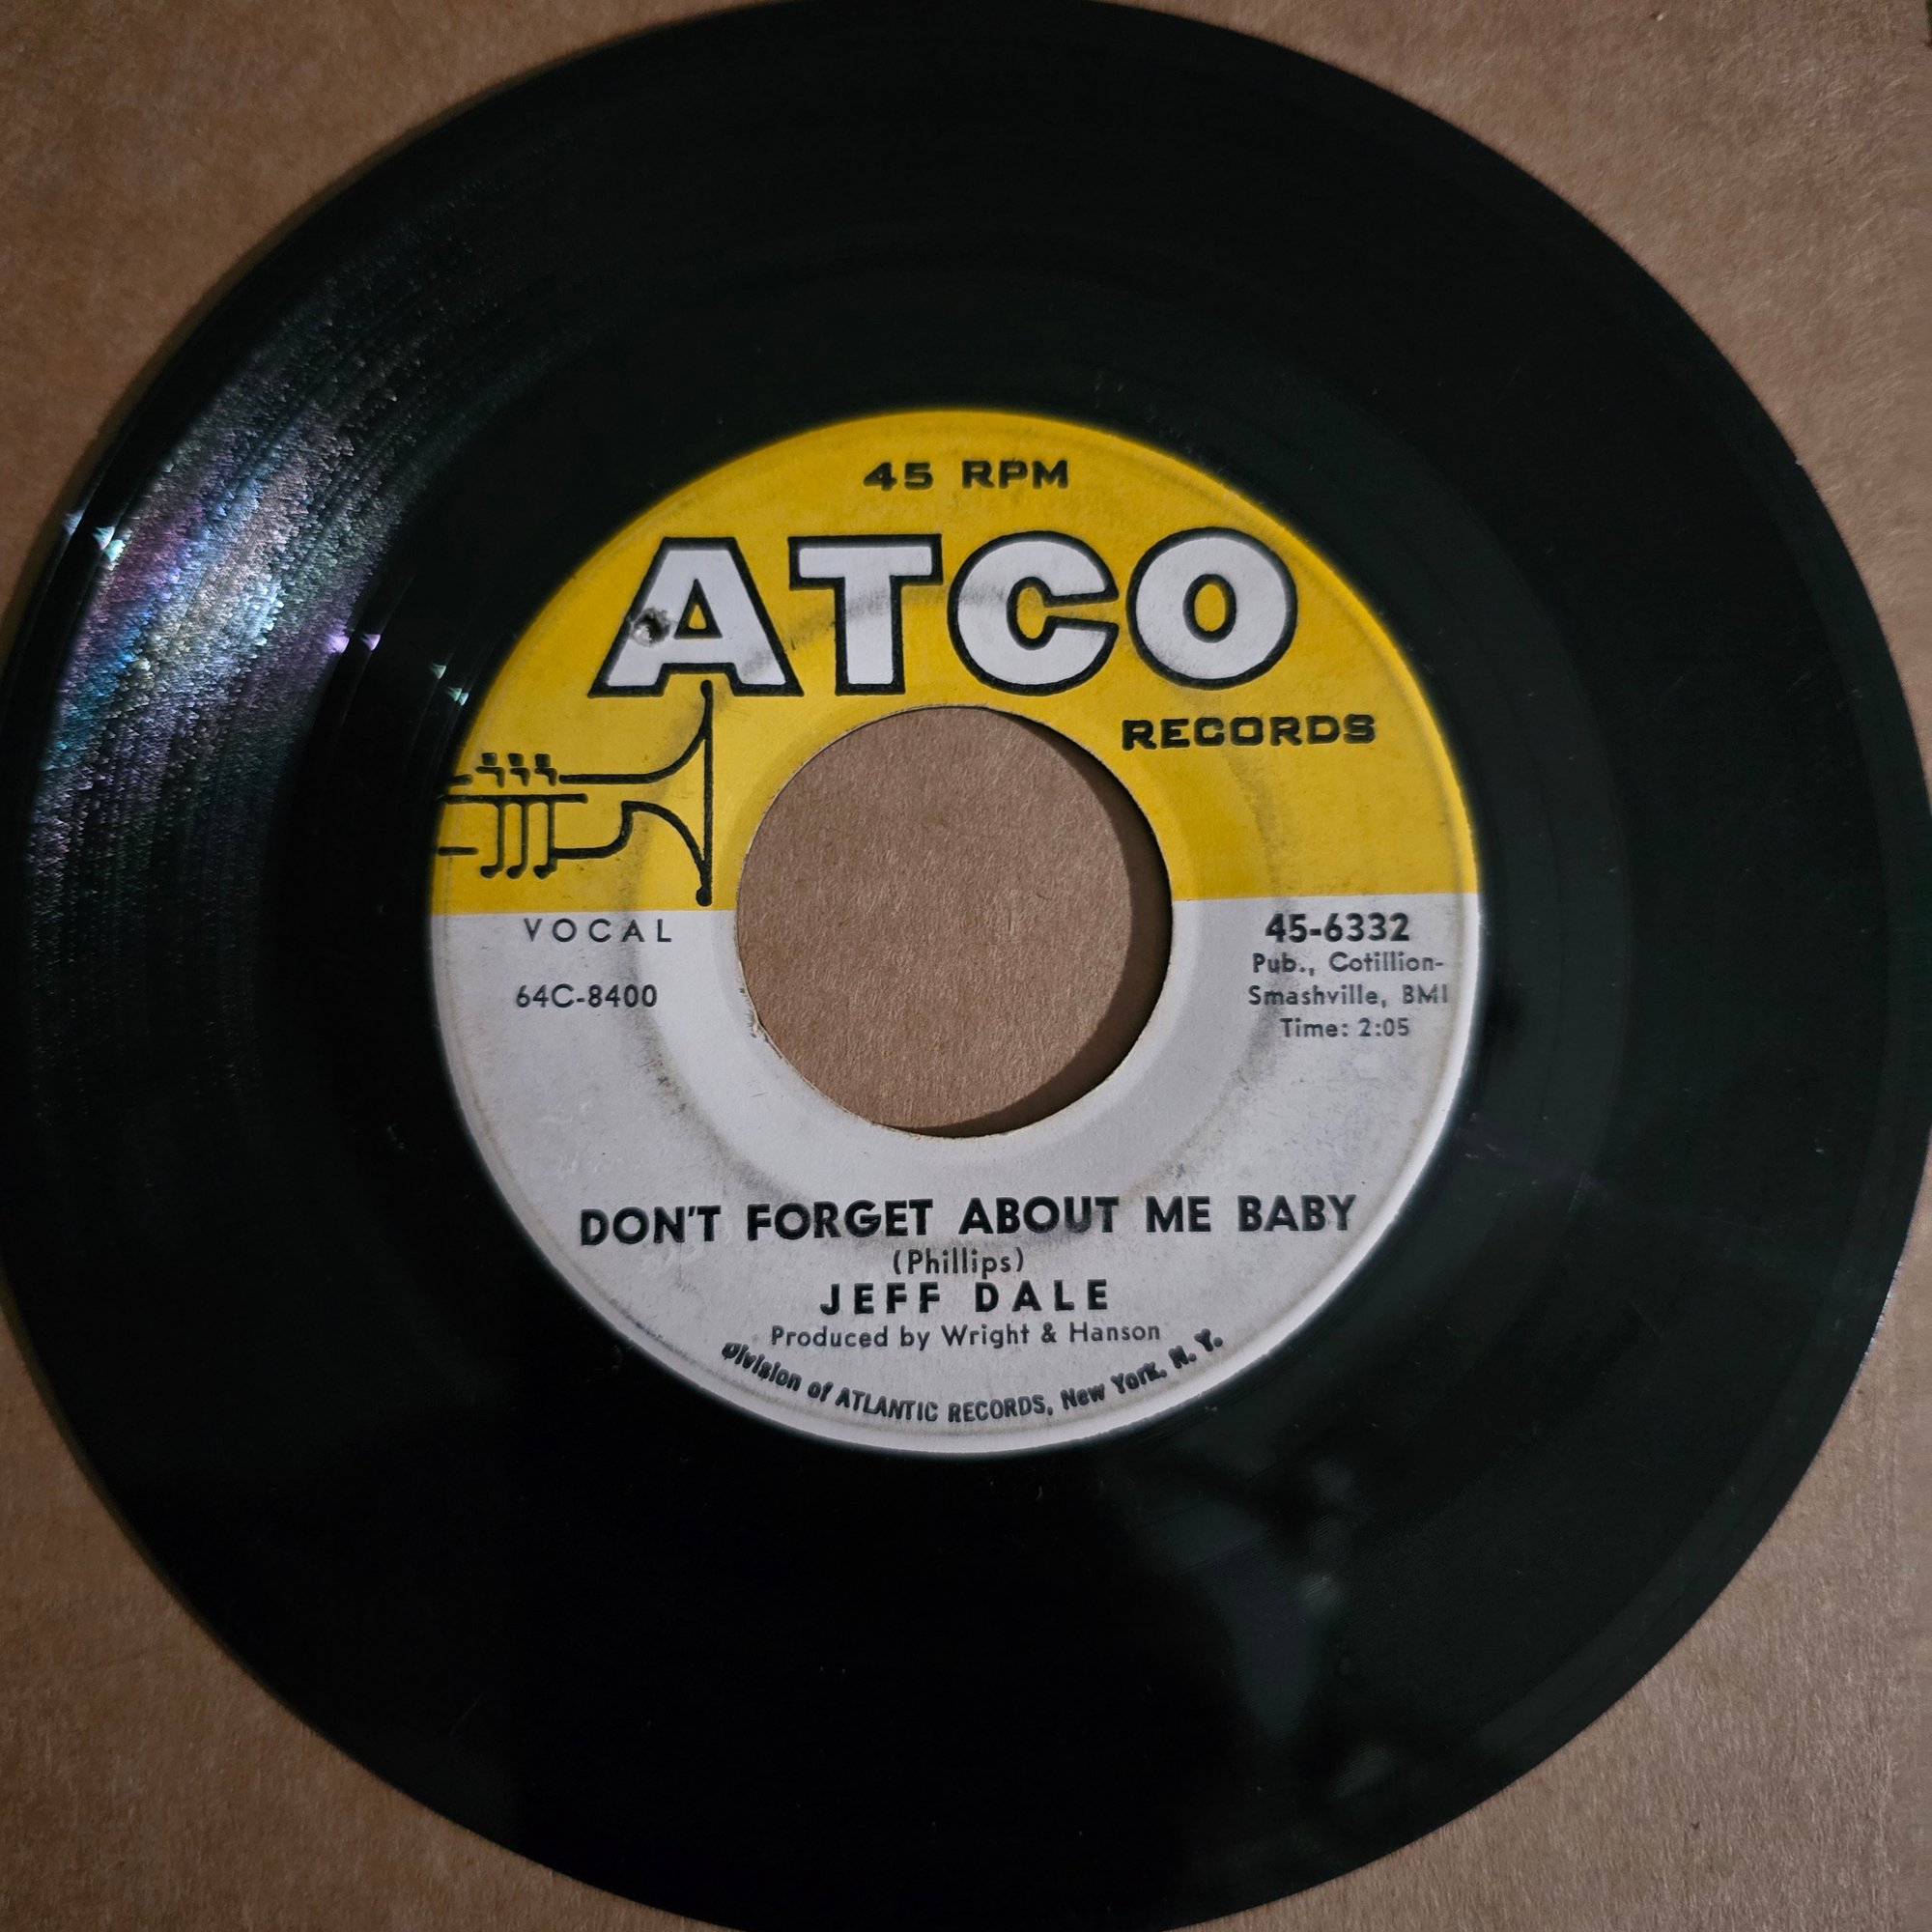 45 RPM
ATCO
RECORDS
VOCAL
64C-8400
45-6332
Pub., Cotillion-
Smashville, BMI
Time: 2:05
DON'T FORGET ABOUT ME BABY
(Phillips)
JEFF DALE
Produced by Wright & Hanson
Division of ATLANTIC RECORDS, New York, N. Y.